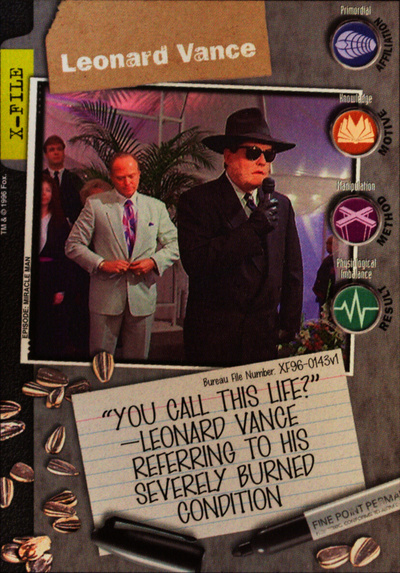 Primordial
AFFILIATION
Leonard Vance
X-FILE
Knowledge
MOTIVE
Manipulation
METHOD
Physiological
Imbalance
RESULT
TM & © 1996 Fox.
EPISODE: MIRACLE MAN
Bureau File Number: XF96-0143v1
"YOU CALL THIS LIFE?"
—LEONARD VANCE
REFERRING TO HIS
SEVERELY BURNED
CONDITION
FINE POINT PERMA